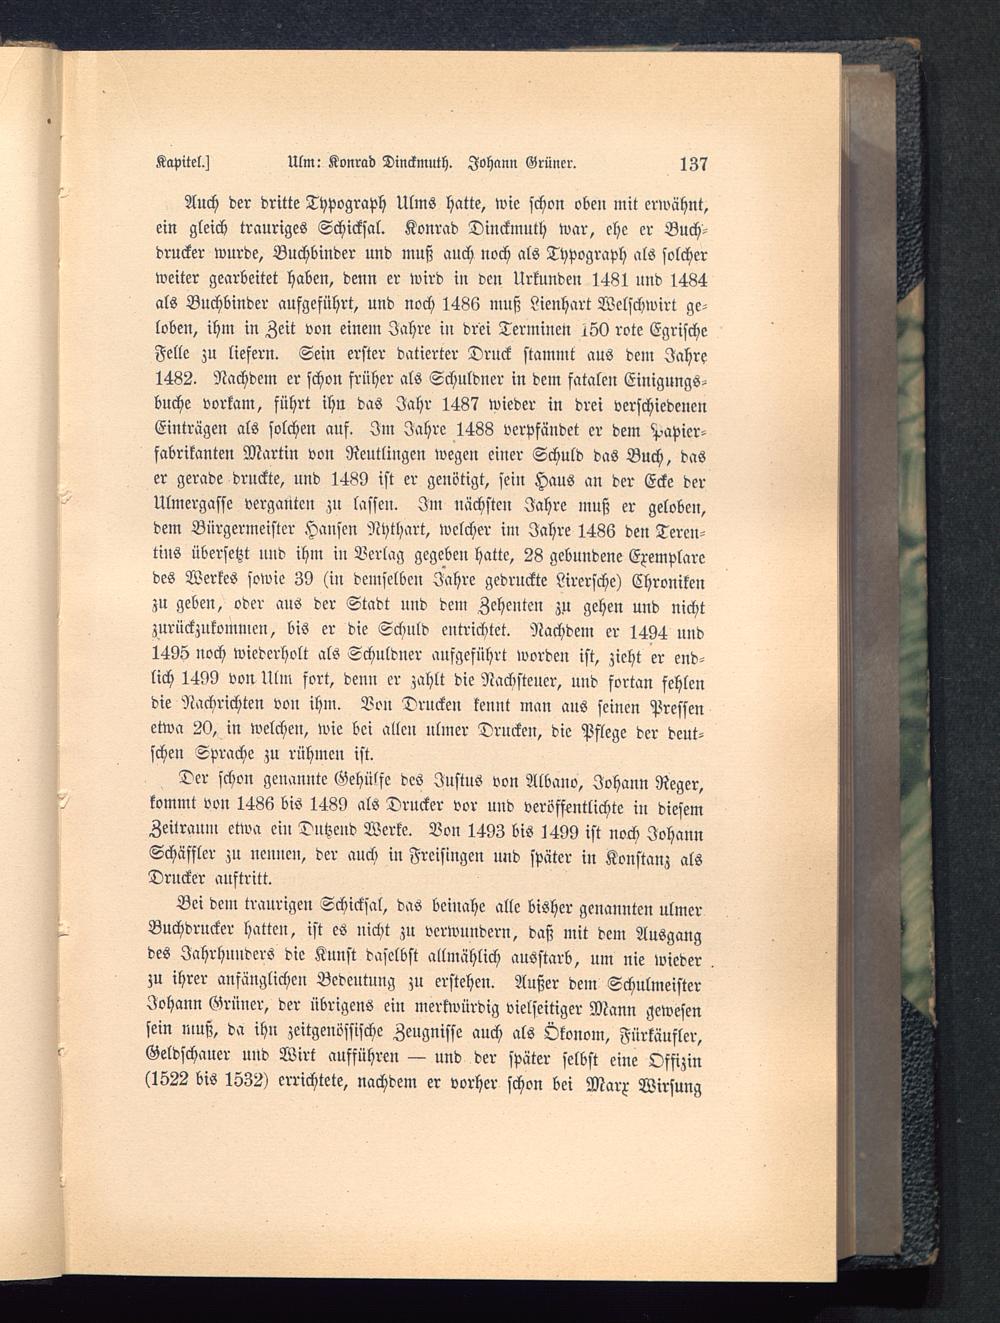 Kapitel.] Ulm: Konrad Dinckmuth. Johann Grüner. 137
Auch der dritte Typograph Ulms hatte, wie schon oben mit erwähnt,
ein gleich trauriges Schicksal. Konrad Dinckmuth war, ehe er Buch-
drucker wurde, Buchbinder und muß auch noch als Typograph als solcher
weiter gearbeitet haben, denn er wird in den Urkunden 1481 und 1484
als Buchbinder aufgeführt, und noch 1486 muß Lienhart Welschwirt ge-
loben, ihm in Zeit von einem Jahre in drei Terminen 150 rote Egrische
Felle zu liefern. Sein erster datierter Druck stammt aus dem Jahre
1482. Nachdem er schon früher als Schuldner in dem fatalen Einigungs-
buche vorkam, führt ihn das Jahr 1487 wieder in drei verschiedenen
Einträgen als solchen auf. Im Jahre 1488 verpfändet er dem Papier-
fabrikanten Martin von Reutlingen wegen einer Schuld das Buch, das
er gerade druckte, und 1489 ist er genötigt, sein Haus an der Ecke der
Ulmergasse verganten zu lassen. Im nächsten Jahre muß er geloben,
dem Bürgermeister Hansen Nythart, welcher im Jahre 1486 den Teren-
tius übersetzt und ihm in Verlag gegeben hatte, 28 gebundene Exemplare
des Werkes sowie 39 (in demselben Jahre gedruckte Lirersche) Chroniken
zu geben, oder aus der Stadt und dem Zehenten zu gehen und nicht
zurückzukommen, bis er die Schuld entrichtet. Nachdem er 1494 und
1495 noch wiederholt als Schuldner aufgeführt worden ist, zieht er end-
lich 1499 von Ulm fort, denn er zahlt die Nachsteuer, und fortan fehlen
die Nachrichten von ihm. Von Drucken kennt man aus seinen Pressen
etwa 20, in welchen, wie bei allen ulmer Drucken, die Pflege der deut-
schen Sprache zu rühmen ist.
Der schon genannte Gehülfe des Justus von Albano, Johann Reger,
kommt von 1486 bis 1489 als Drucker vor und veröffentlichte in diesem
Zeitraum etwa ein Dutzend Werke. Von 1493 bis 1499 ist noch Johann
Schäffler zu nennen, der auch in Freisingen und später in Konstanz als
Drucker auftritt.
Bei dem traurigen Schicksal, das beinahe alle bisher genannten ulmer
Buchdrucker hatten, ist es nicht zu verwundern, daß mit dem Ausgang
des Jahrhunders die Kunst daselbst allmählich ausstarb, um nie wieder
zu ihrer anfänglichen Bedeutung zu erstehen. Außer dem Schulmeister
Johann Grüner, der übrigens ein merkwürdig vielseitiger Mann gewesen
sein muß, da ihn zeitgenössische Zeugnisse auch als Ökonom, Fürkäufler,
Geldschauer und Wirt aufführen — und der später selbst eine Offizin
(1522 bis 1532) errichtete, nachdem er vorher schon bei Marx Wirsung